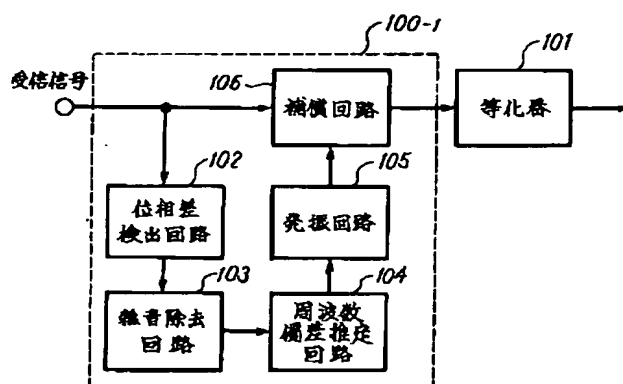 100-1
受信信号
106
補償回路
101
等化器
102
位相差
検出回路
105
発振回路
103
雑音除去
回路
104
周波数
偏差推定
回路